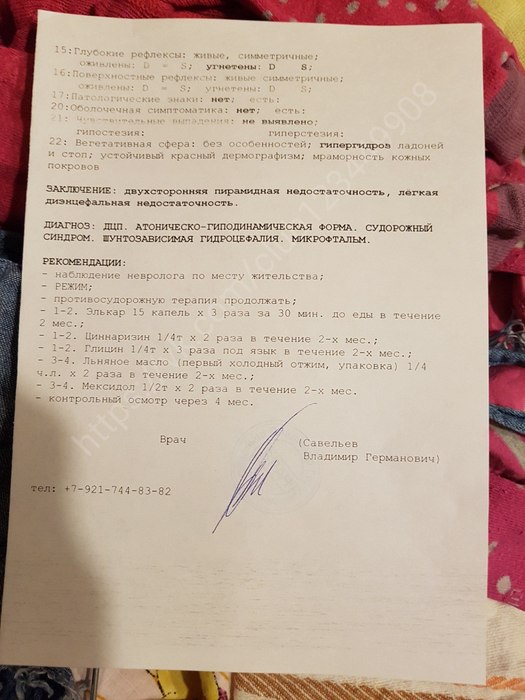 15:Глубокие рефлексы: живые, симметричные;
оживлены: D = S; угнетены: D S;
16:Поверхностные рефлексы: живые симметричные;
оживлены: D = S; угнетены: D S;
17:Патологические знаки: нет; есть:
20:Оболочечная симптоматика: нет; есть:
21: Чувствительные выпадения: не выявлено;
гипостезия: гиперстезия:
22: Вегетативная сфера: без особенностей; гипергидров ладоней
и стоп; устойчивый красный дермографизм; мраморность кожных
покровов
ЗАКЛЮЧЕНИЕ: двухсторонняя пирамидная недостаточность, лёгкая
диэнцефальная недостаточность.
ДИАГНОЗ: ДЦП. АТОНИЧЕСКО-ГИПОДИНАМИЧЕСКАЯ ФОРМА. СУДОРОЖНЫЙ
СИНДРОМ. ШУНТОЗАВИСИМАЯ ГИДРОЦЕФАЛИЯ. МИКРОФТАЛЬМ.
РЕКОМЕНДАЦИИ:
- наблюдение невролога по месту жительства;
- РЕЖИМ;
- противосудорожную терапия продолжать;
- 1-2. Элькар 15 капель х 3 раза за 30 мин. до еды в течение
2 мес.;
- 1-2. Циннаризин 1/4т х 2 раза в течение 2-х мес.;
- 1-2. Глицин 1/4т х 3 раза под язык в течение 2-х мес.;
- 3-4. Льняное масло (первый холодный отжим, упаковка) 1/4
ч.л. х 2 раза в течение 2-х мес.;
- 3-4. Мексидол 1/2т х 2 раза в течение 2-х мес.
- контрольный осмотр через 4 мес.
Врач (Савельев
Владимир Германович)
тел: +7-921-744-83-82